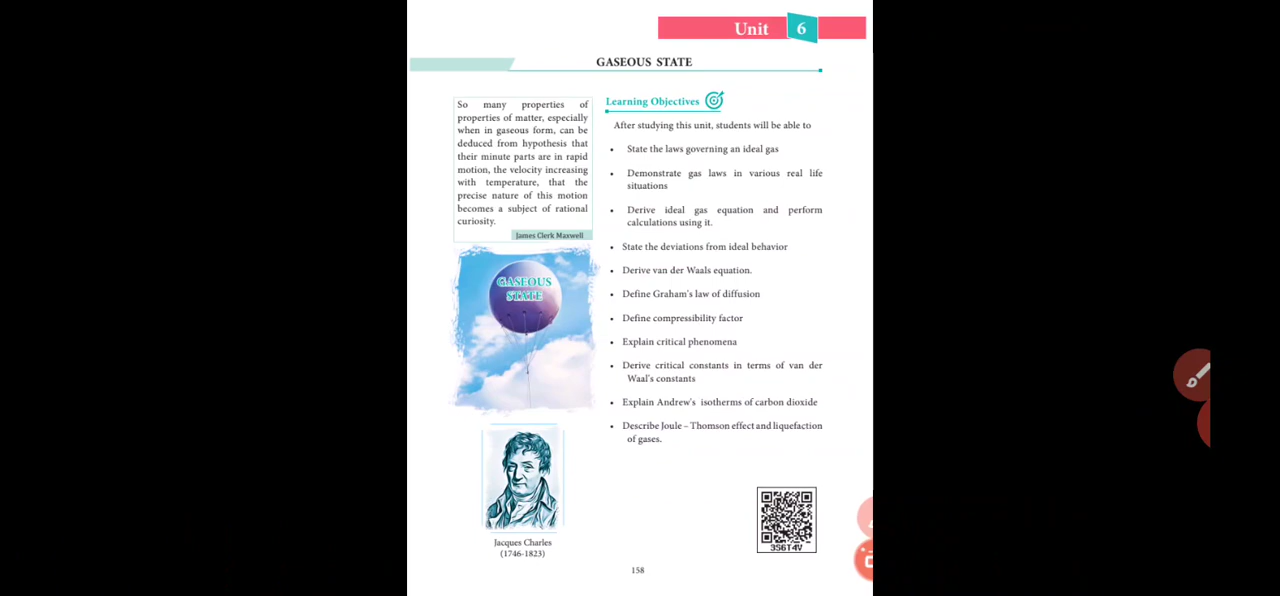 Unit 6
GASEOUS STATE
So many properties of
properties of matter, especially
when in gaseous form, can be
deduced from hypothesis that
their minute parts are in rapid
motion, the velocity increasing
with temperature, that the
precise nature of this motion
becomes a subject of rational
curiosity.
James Clerk Maxwell
GASEOUS
STATE
Jacques Charles
(1746-1823)
Learning Objectives
After studying this unit, students will be able to
• State the laws governing an ideal gas
• Demonstrate gas laws in various real life
situations
• Derive ideal gas equation and perform
calculations using it.
• State the deviations from ideal behavior
• Derive van der Waals equation.
• Define Graham's law of diffusion
• Define compressibility factor
• Explain critical phenomena
• Derive critical constants in terms of van der
Waal's constants
• Explain Andrew's isotherms of carbon dioxide
• Describe Joule – Thomson effect and liquefaction
of gases.
3S6T4V
158